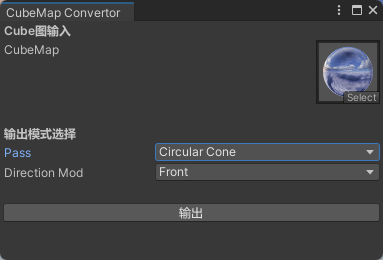 CubeMap Convertor
Cube图输入
CubeMap
Select
输出模式选择
Pass Circular Cone
Direction Mod Front
输出